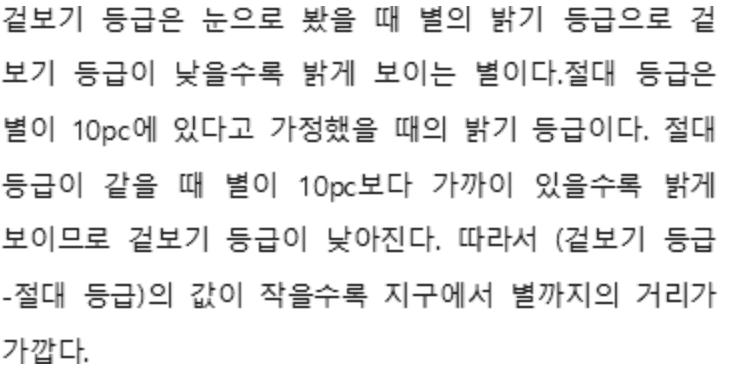 겉보기 등급은 눈으로 봤을 때 별의 밝기 등급으로 겉
보기 등급이 낮을수록 밝게 보이는 별이다.절대 등급은
별이 10pc에 있다고 가정했을 때의 밝기 등급이다. 절대
등급이 같을 때 별이 10pc보다 가까이 있을수록 밝게
보이므로 겉보기 등급이 낮아진다. 따라서 (겉보기 등급
-절대 등급)의 값이 작을수록 지구에서 별까지의 거리가
가깝다.